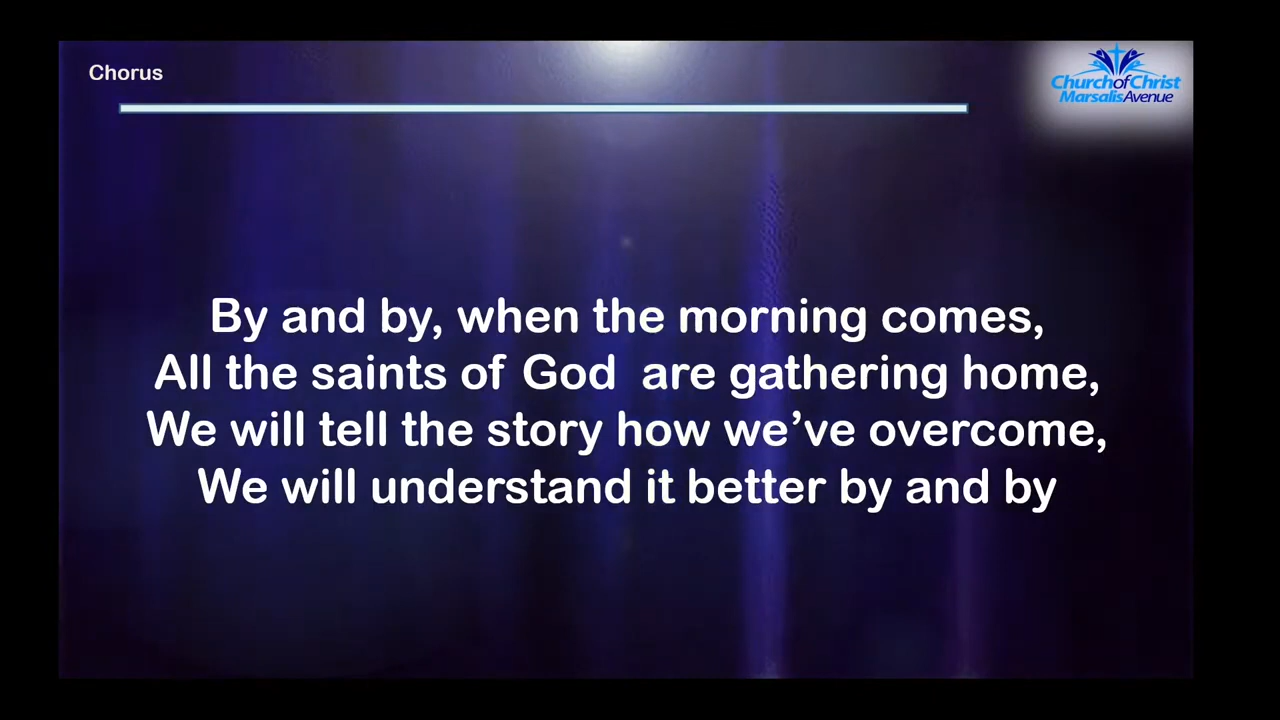 Chorus
Church of Christ
Marsalis Avenue
By and by, when the morning comes,
All the saints of God are gathering home,
We will tell the story how we’ve overcome,
We will understand it better by and by